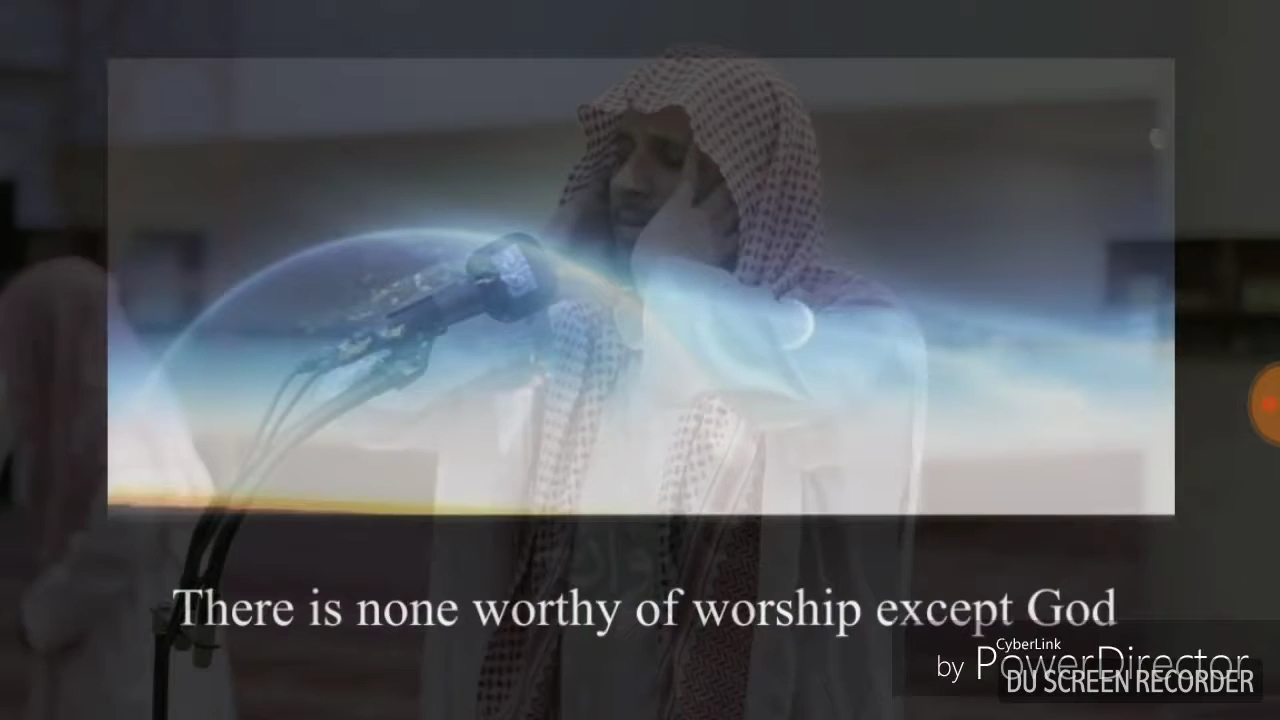 There is none worthy of worship except God
CyberLink
by PowerDirector
DU SCREEN RECORDER